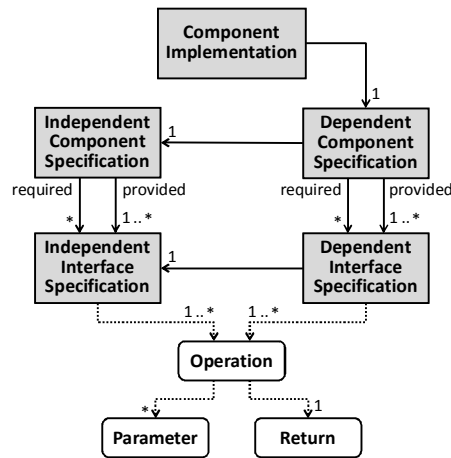 Component
Implementation
1
Independent
Component
Specification
1
Dependent
Component
Specification
required provided
required provided
* 1..*
* 1..*
Independent
Interface
Specification
1
Dependent
Interface
Specification
1..* 1..*
Operation
* 1
Parameter
Return